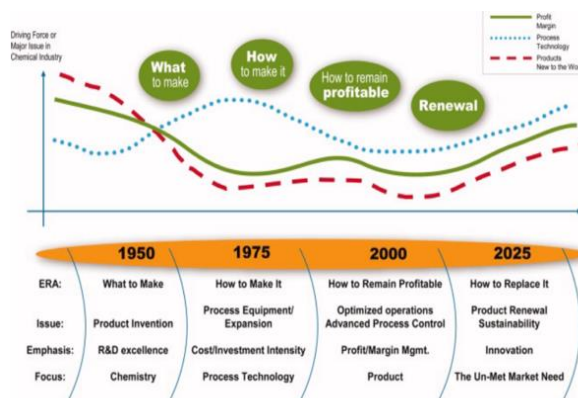 Driving Force or
Major Issue in
Chemical Industry
Profit
Margin
Process
Technology
Products
New to the Wo
What
to make
How
to make it
How to remain
profitable
Renewal
1950 1975 2000 2025
ERA: What to Make How to Make It How to Remain Profitable How to Replace It
Issue: Product Invention Process Equipment/ Expansion Optimized operations Advanced Process Control Product Renewal Sustainability
Emphasis: R&D excellence Cost/Investment Intensity Profit/Margin Mgmt. Innovation
Focus: Chemistry Process Technology Product The Un-Met Market Need